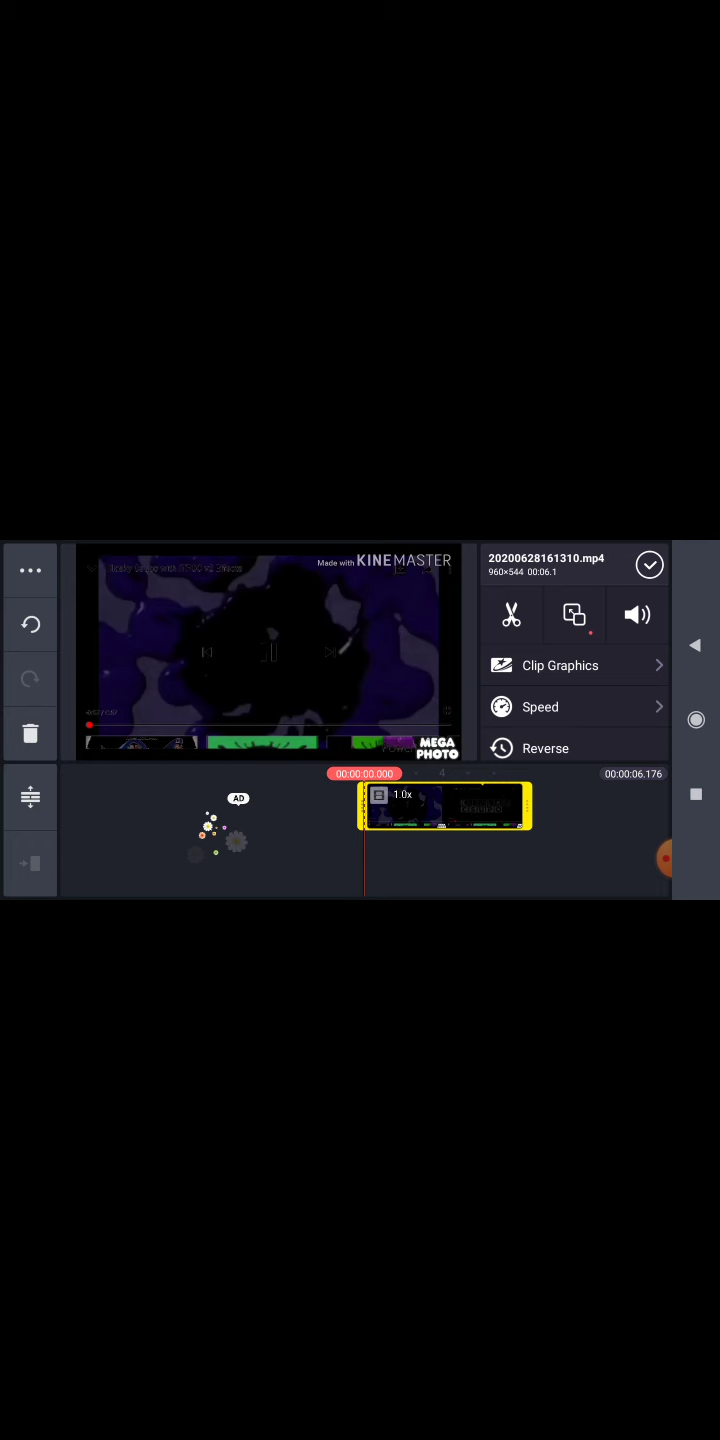 20200628161310.mp4
960×544 00:06.1
Made with KINEMASTER
Clip Graphics
Speed
MEGA
PHOTO
Reverse
00:00:00.000
4
00:00:06.176
1.0x
AD